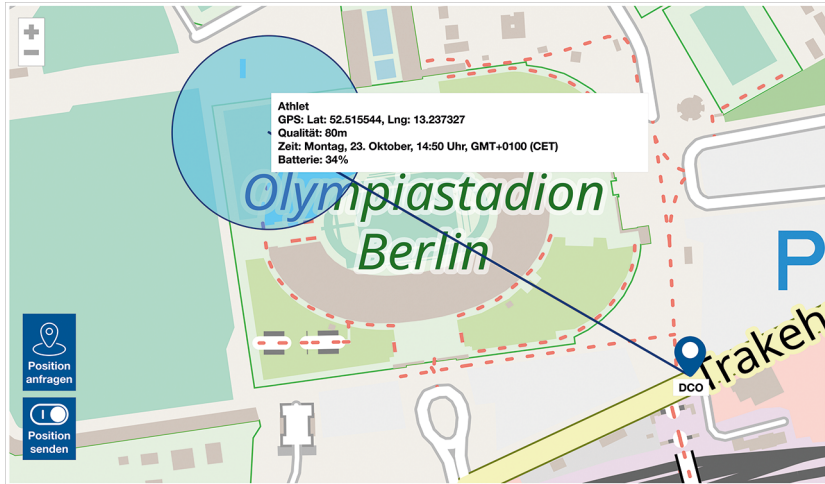 +
−
Athlet
GPS: Lat: 52.515544, Lng: 13.237327
Qualität: 80m
Zeit: Montag, 23. Oktober, 14:50 Uhr, GMT+0100 (CET)
Batterie: 34%
Olympiastadion
Berlin
P
Position
anfragen
Trakeh
DCO
Position
senden